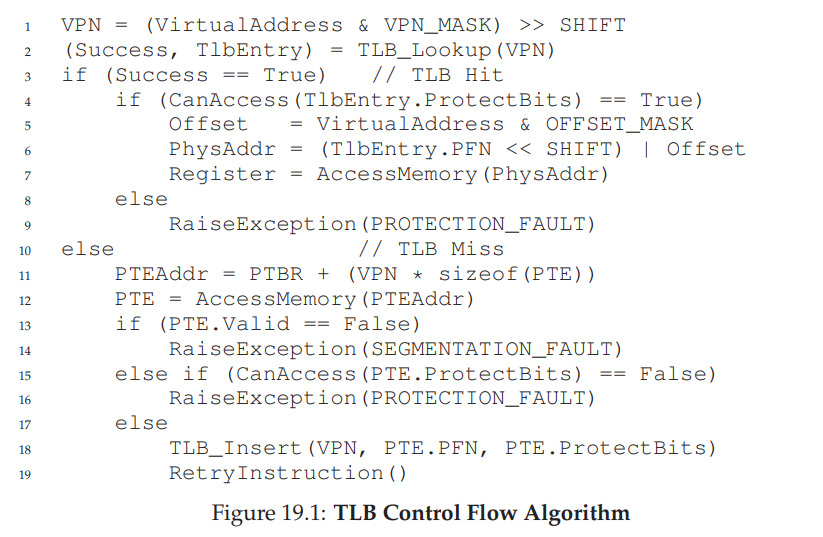 1 VPN = (VirtualAddress & VPN_MASK) >> SHIFT
2 (Success, TlbEntry) = TLB_Lookup(VPN)
3 if (Success == True) // TLB Hit
4 if (CanAccess(TlbEntry.ProtectBits) == True)
5 Offset = VirtualAddress & OFFSET_MASK
6 PhysAddr = (TlbEntry.PFN << SHIFT) | Offset
7 Register = AccessMemory(PhysAddr)
8 else
9 RaiseException(PROTECTION_FAULT)
10 else // TLB Miss
11 PTEAddr = PTBR + (VPN * sizeof(PTE))
12 PTE = AccessMemory(PTEAddr)
13 if (PTE.Valid == False)
14 RaiseException(SEGMENTATION_FAULT)
15 else if (CanAccess(PTE.ProtectBits) == False)
16 RaiseException(PROTECTION_FAULT)
17 else
18 TLB_Insert(VPN, PTE.PFN, PTE.ProtectBits)
19 RetryInstruction()
Figure 19.1: TLB Control Flow Algorithm